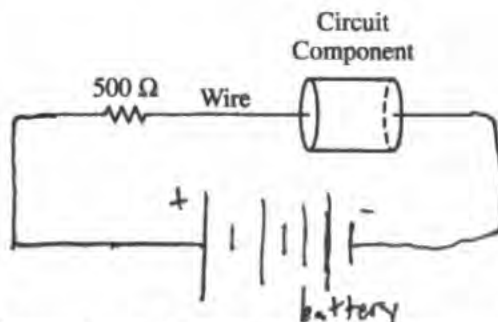 Circuit
Component
500 Ω
Wire
+
-
battery